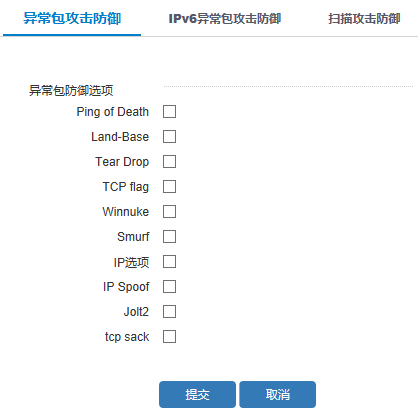 异常包攻击防御 IPv6异常包攻击防御 扫描攻击防御
异常包防御选项
Ping of Death
Land-Base
Tear Drop
TCP flag
Winnuke
Smurf
IP选项
IP Spoof
Jolt2
tcp sack
提交 取消